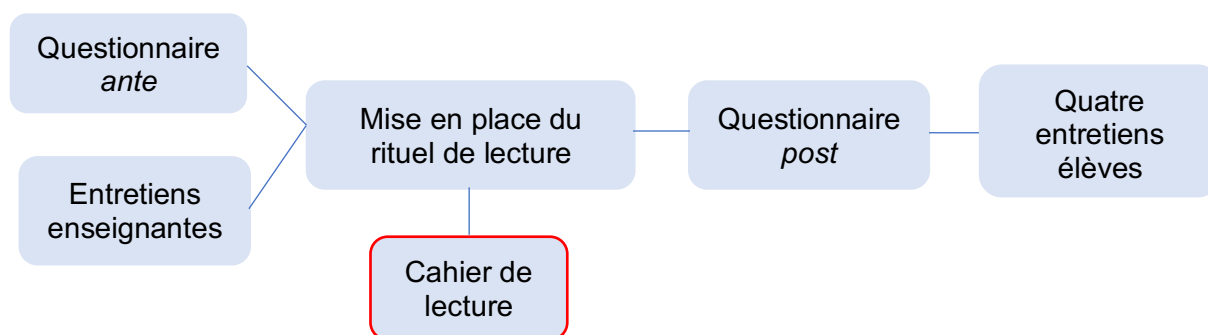 Questionnaire
ante
Entretiens
enseignantes
Mise en place du
rituel de lecture
Cahier de
lecture
Questionnaire
post
Quatre
entretiens
élèves